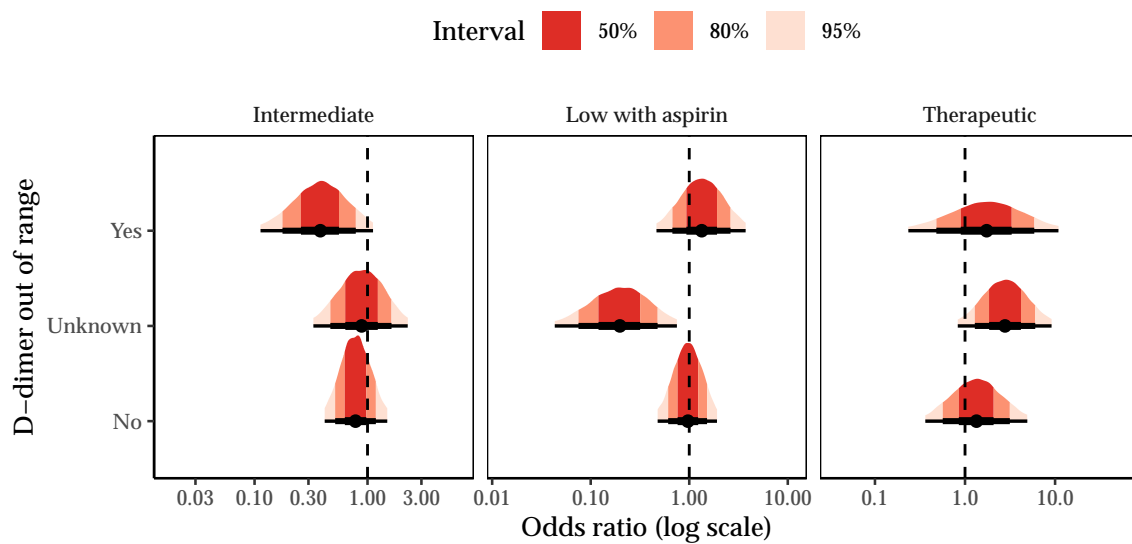 Interval 50% 80% 95%
Intermediate Low with aspirin Therapeutic
D−dimer out of range
Yes
Unknown
No
0.03 0.10 0.30 1.00 3.00 0.01 0.10 1.00 10.00 0.1 1.0 10.0
Odds ratio (log scale)